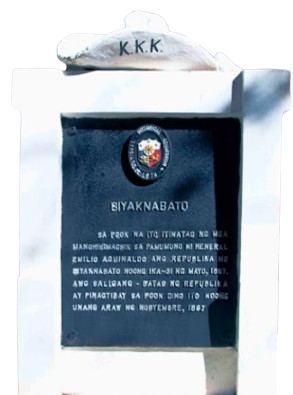 K.K.K.
BIYAKNABATO
SA POOK NA ITO ITINATAG NG MGA
MANGHIHIMAGSIK SA PAMUMUNO NI HENERAL
EMILIO AGUINALDO ANG REPUBLIKA NG
BIYAKNABATO NOONG IKA-31 NG MAYO, 1897.
ANG SALIGANG-BATAS NG REPUBLIKA
AY PINAGTIBAY SA POOK DING ITO NOONG
UNANG ARAW NG NOBYEMBRE, 1897